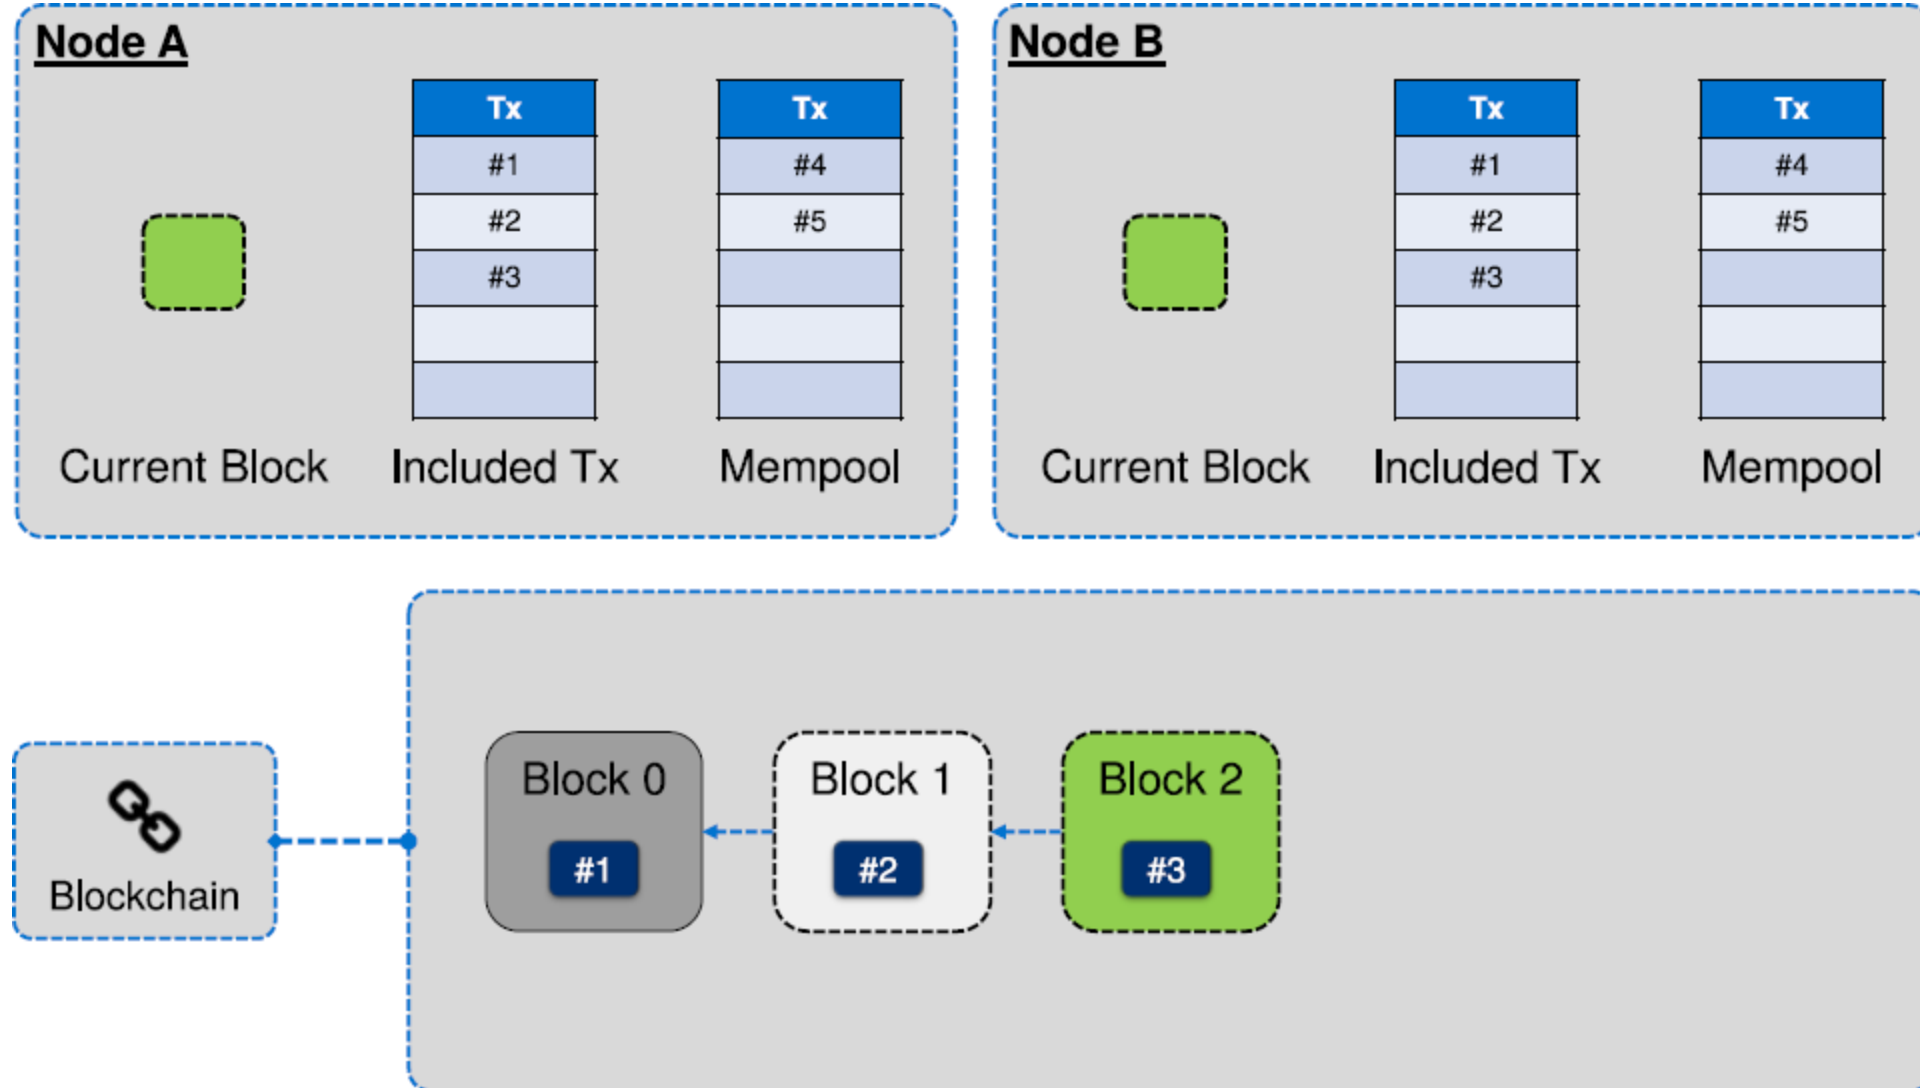 Node A
Tx
#1
#2
#3
Included Tx
Tx
#4
#5
Mempool
Current Block
Node B
Tx
#1
#2
#3
Included Tx
Tx
#4
#5
Mempool
Current Block
Blockchain
Block 0
#1
Block 1
#2
Block 2
#3